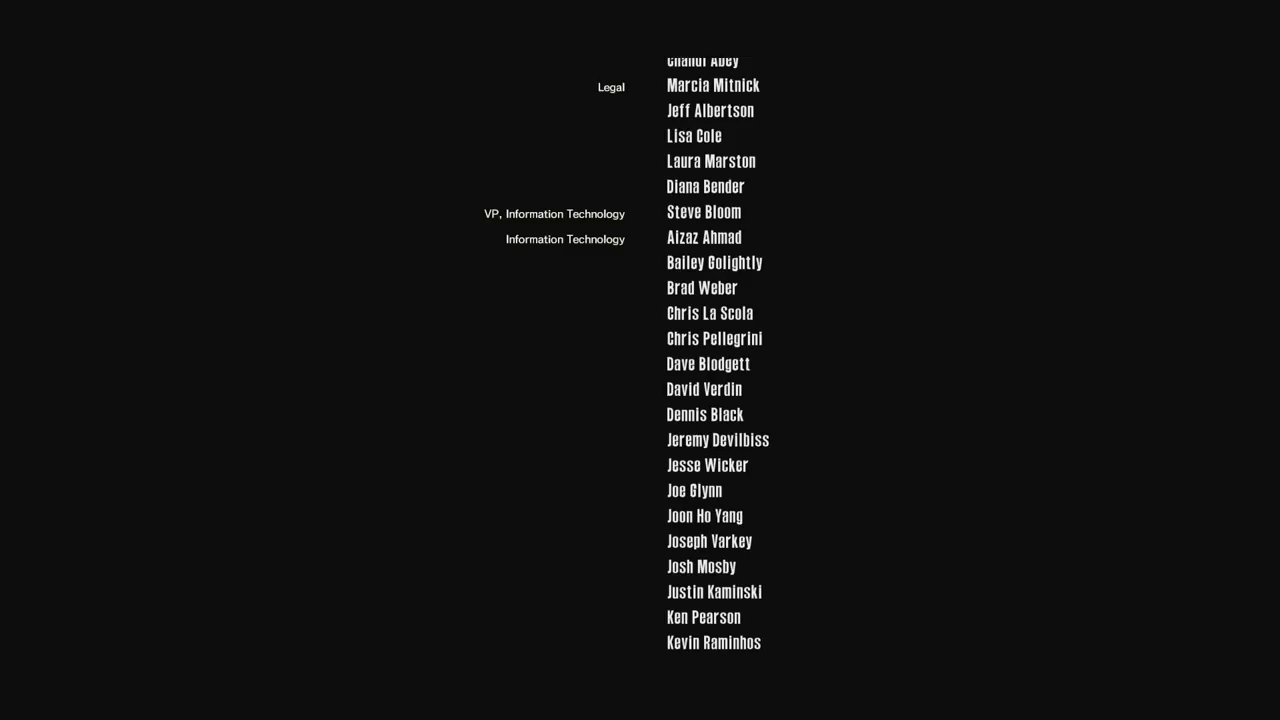 Abey
Legal Marcia Mitnick
Jeff Albertson
Lisa Cole
Laura Marston
Diana Bender
VP, Information Technology Steve Bloom
Information Technology Aizaz Ahmad
Bailey Golightly
Brad Weber
Chris La Scola
Chris Pellegrini
Dave Blodgett
David Verdin
Dennis Black
Jeremy Devilbiss
Jesse Wicker
Joe Glynn
Joon Ho Yang
Joseph Varkey
Josh Mosby
Justin Kaminski
Ken Pearson
Kevin Raminhos